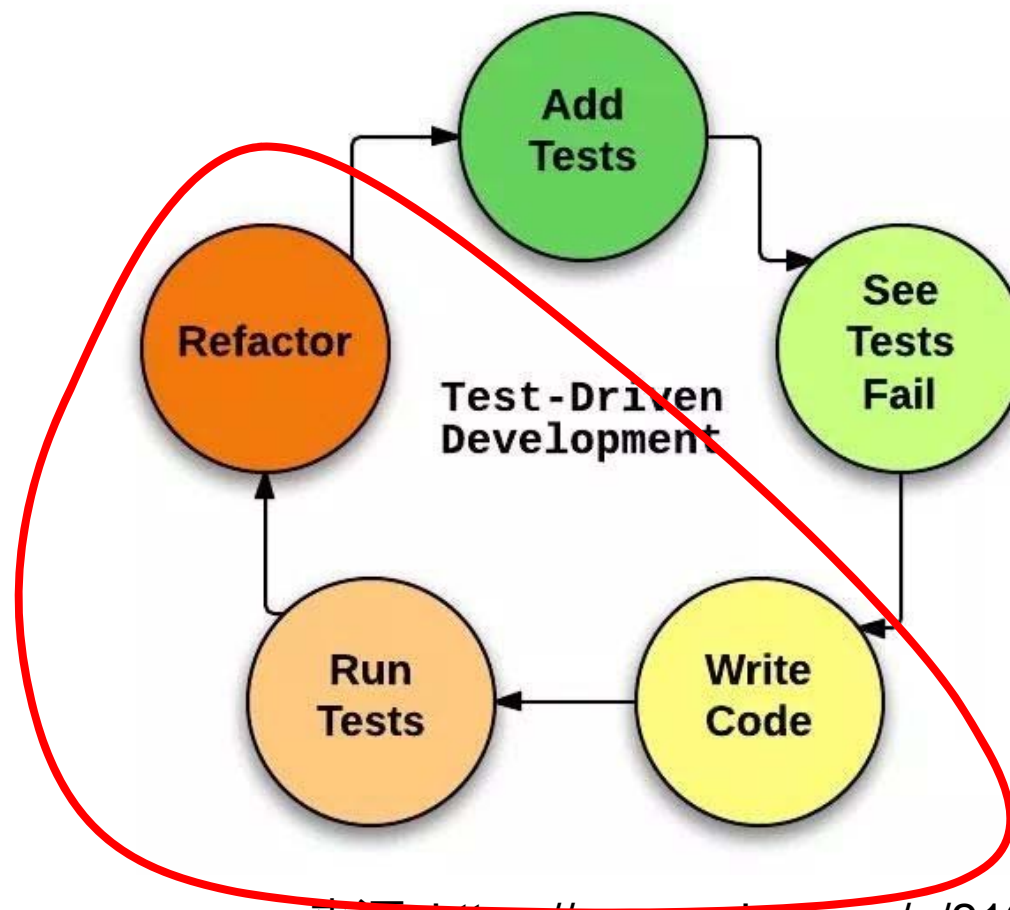 Add
Tests
See
Tests
Fail
Refactor
Test-Driven
Development
Run
Tests
Write
Code